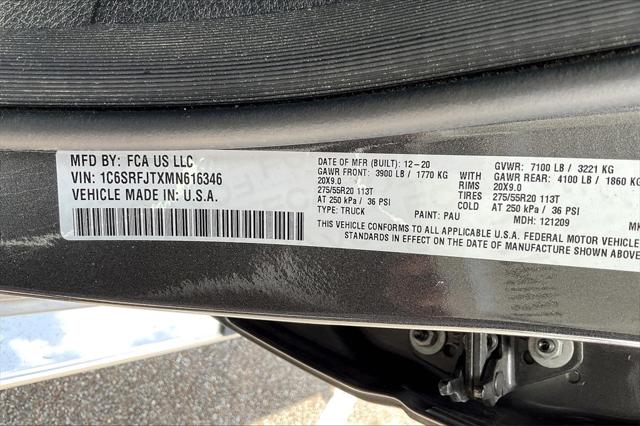 MFD BY: FCA US LLC
VIN: 1C6SRFJTXMN616346
VEHICLE MADE IN: U.S.A.
DATE OF MFR (BUILT): 12-20
GAWR FRONT: 3900 LB / 1770 KG WITH
20X9.0 RIMS
275/55R20 113T TIRES
AT 250 kPa / 36 PSI COLD
TYPE: TRUCK PAINT: PAU
GVWR: 7100 LB / 3221 KG
GAWR REAR: 4100 LB / 1860 KG
20X9.0
275/55R20 113T
AT 250 kPa / 36 PSI
MDH: 121209
THIS VEHICLE CONFORMS TO ALL APPLICABLE U.S.A. FEDERAL MOTOR VEHICLE
STANDARDS IN EFFECT ON THE DATE OF MANUFACTURE SHOWN ABOVE